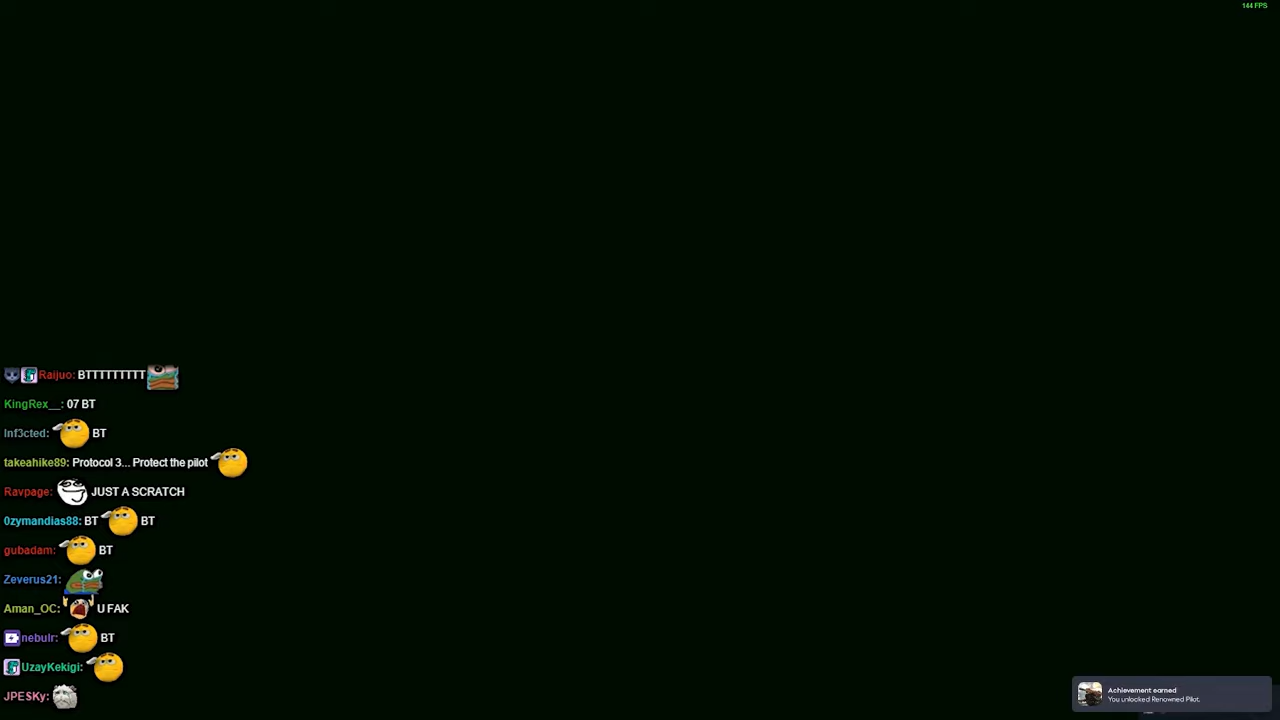 144 FPS
Raijuo: BTTTTTTTTT
KingRex__: 07 BT
Inf3cted: BT
takeahike89: Protocol 3... Protect the pilot
Ravpage: JUST A SCRATCH
0zymandias88: BT BT
gubadam: BT
Zeverus21:
Aman_OC: U FAK
nebulr: BT
UzayKekigi:
JPESKy:
Achievement earned
You unlocked Renowned Pilot.